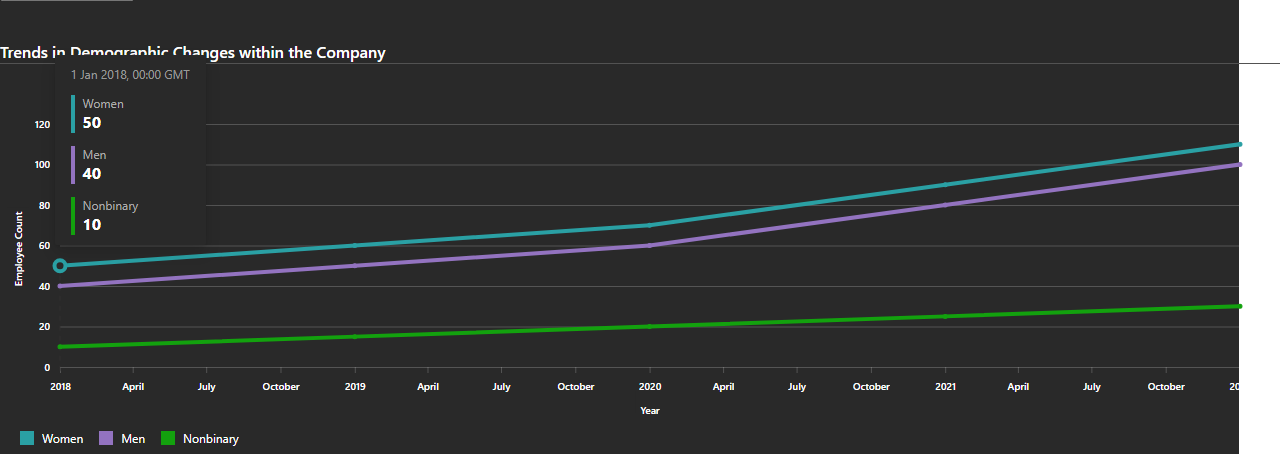 Trends in Demographic Changes within the Company
1 Jan 2018, 00:00 GMT
Women
50
Men
40
Nonbinary
10
120
100
80
60
40
20
0
Employee Count
2018 April July October 2019 April July October 2020 April July October 2021 April July October 20
Year
Women Men Nonbinary